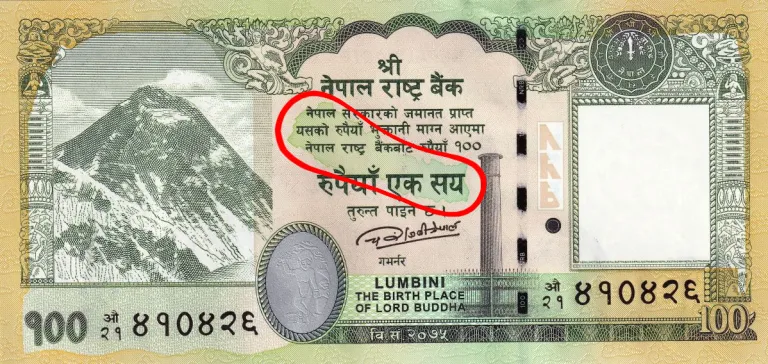 श्री
नेपाल राष्ट्र बैंक
नेपाल सरकारको जमानत प्राप्त
यसको रुपैयाँ भुक्तानी माग्न आएमा
नेपाल राष्ट्र बैंकबाट रुपैयाँ १००
रुपैयाँ एक सय
तुरुन्त पाइने छ।
गभर्नर
LUMBINI
THE BIRTH PLACE
OF LORD BUDDHA
औ
२१ ४१०४२६
१००
औ
२१ ४१०४२६
100
वि सं २०७५